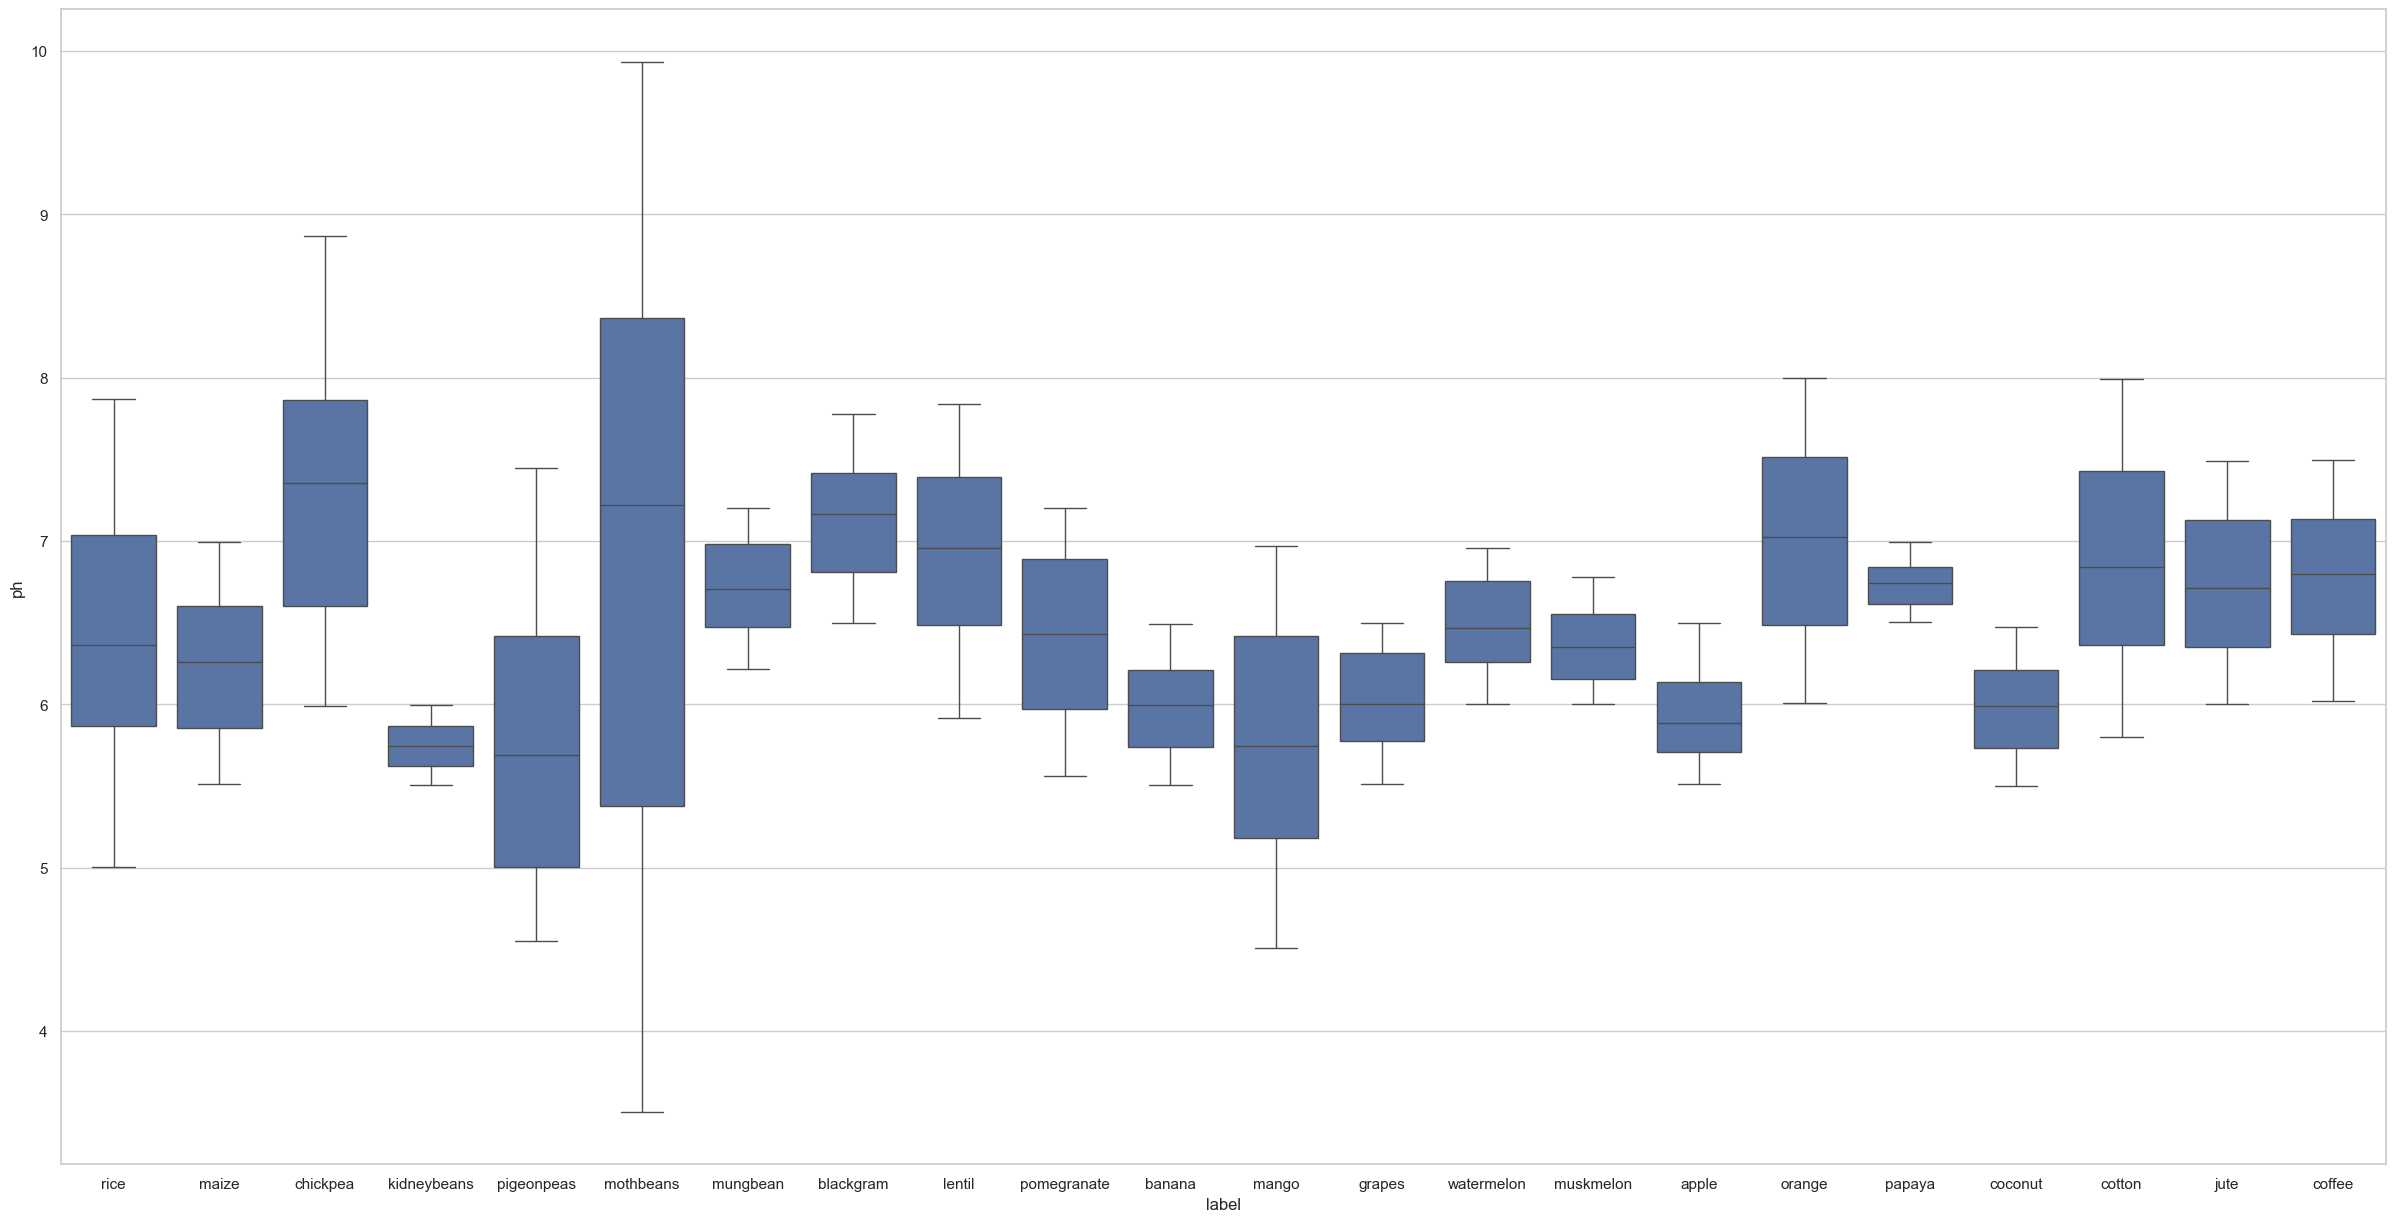 10
9
8
7
6
5
4
ph
rice maize chickpea kidneybeans pigeonpeas mothbeans mungbean blackgram lentil pomegranate banana mango grapes watermelon muskmelon apple orange papaya coconut cotton jute coffee
label